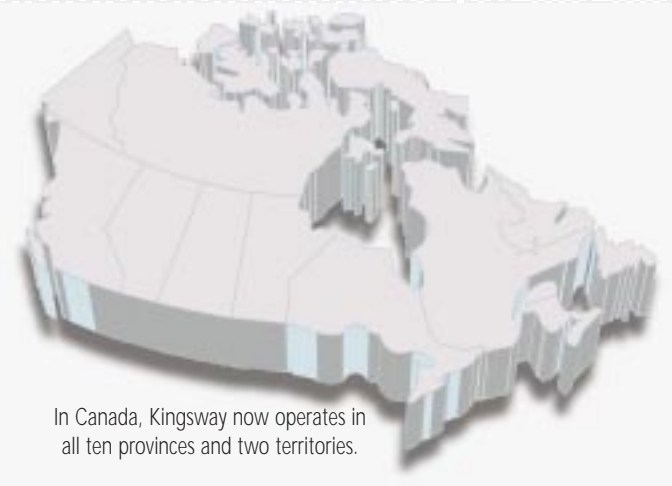 In Canada, Kingsway now operates in
all ten provinces and two territories.